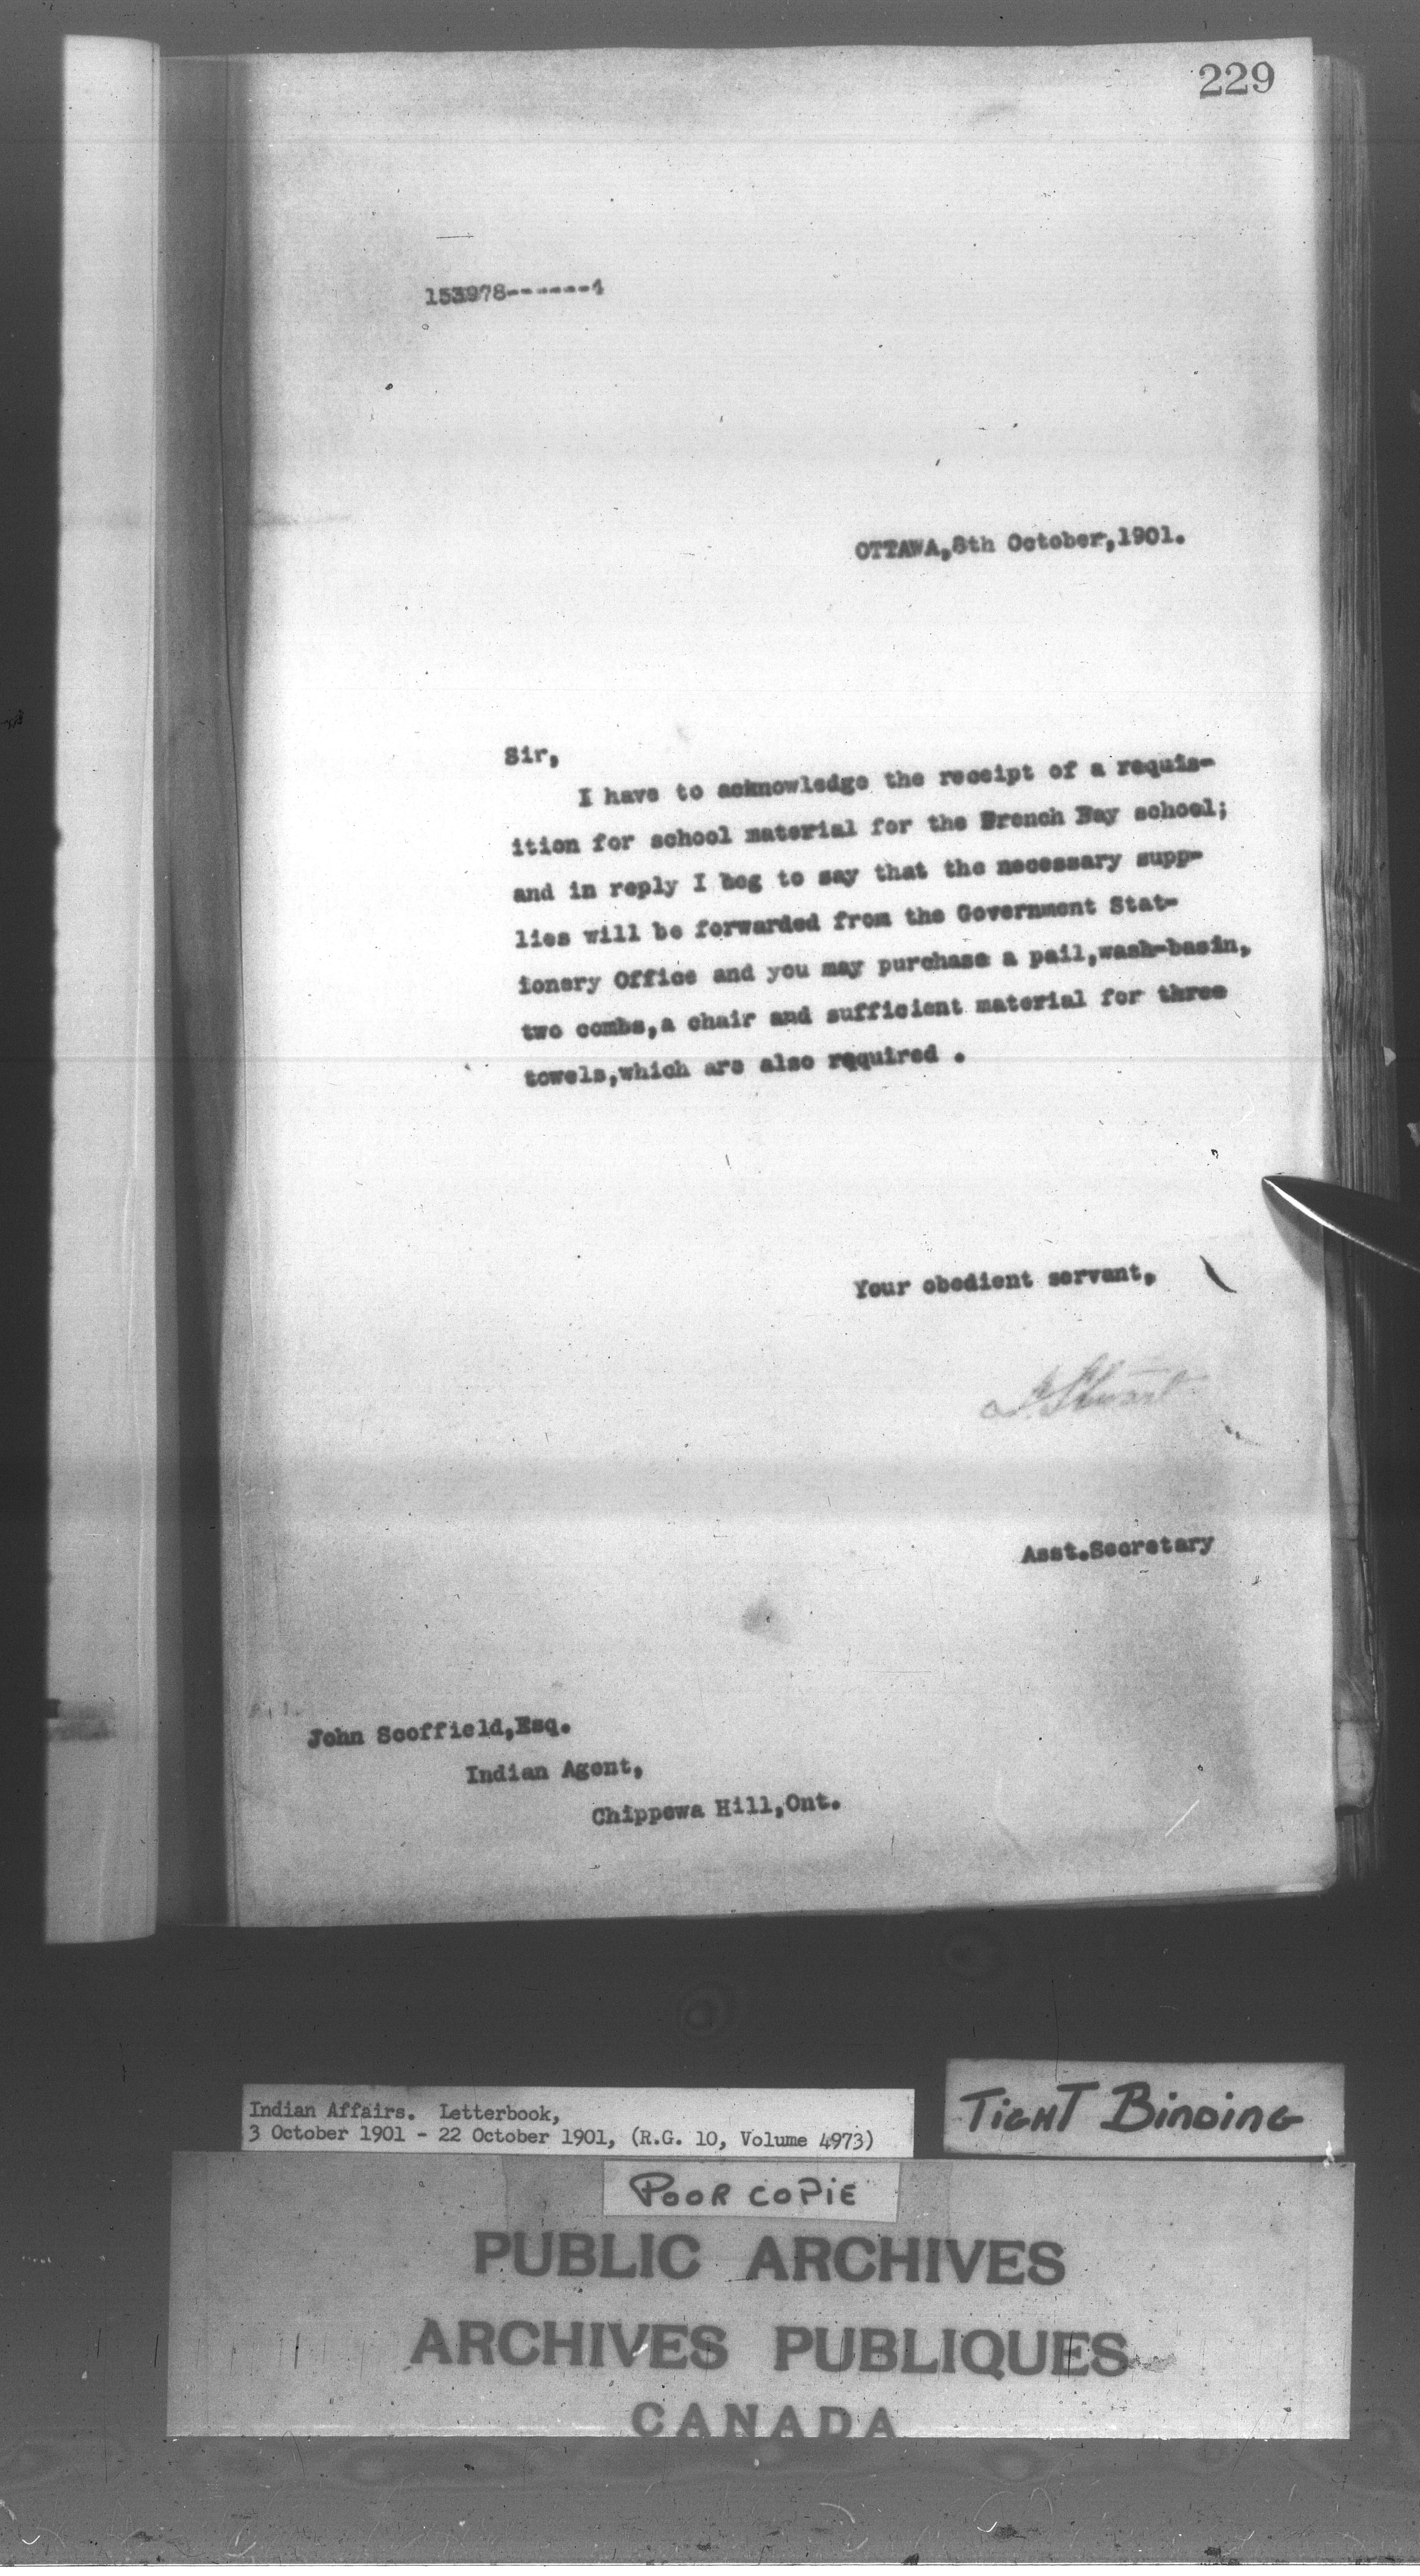 229
153978-------1
OTTAWA,8th October,1901.
Sir,
I have to acknowledge the receipt of a requis-
ition for school material for the French Bay school;
and in reply I beg to say that the necessary supp-
lies will be forwarded from the Government Stat-
ionery Office and you may purchase a pail,wash-basin,
two combs,a chair and sufficient material for three
towels,which are also required .
Your obedient servant,
Stewart
Asst.Secretary
John Scoffield,Esq.
Indian Agent,
Chippewa Hill,Ont.
Indian Affairs. Letterbook,
3 October 1901 - 22 October 1901, (R.G. 10, Volume 4973)
TIGHT BINDING
POOR COPIE
PUBLIC ARCHIVES
ARCHIVES PUBLIQUES
CANADA